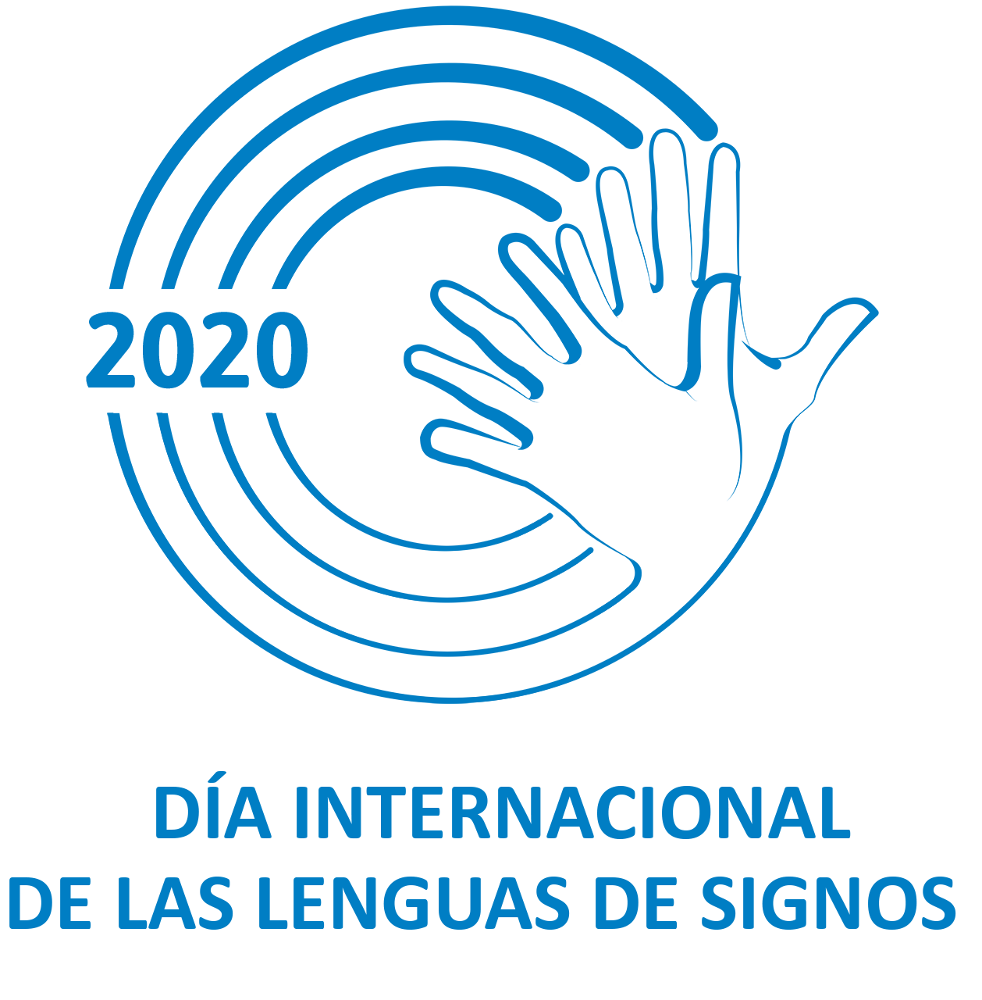 2020
DÍA INTERNACIONAL
DE LAS LENGUAS DE SIGNOS